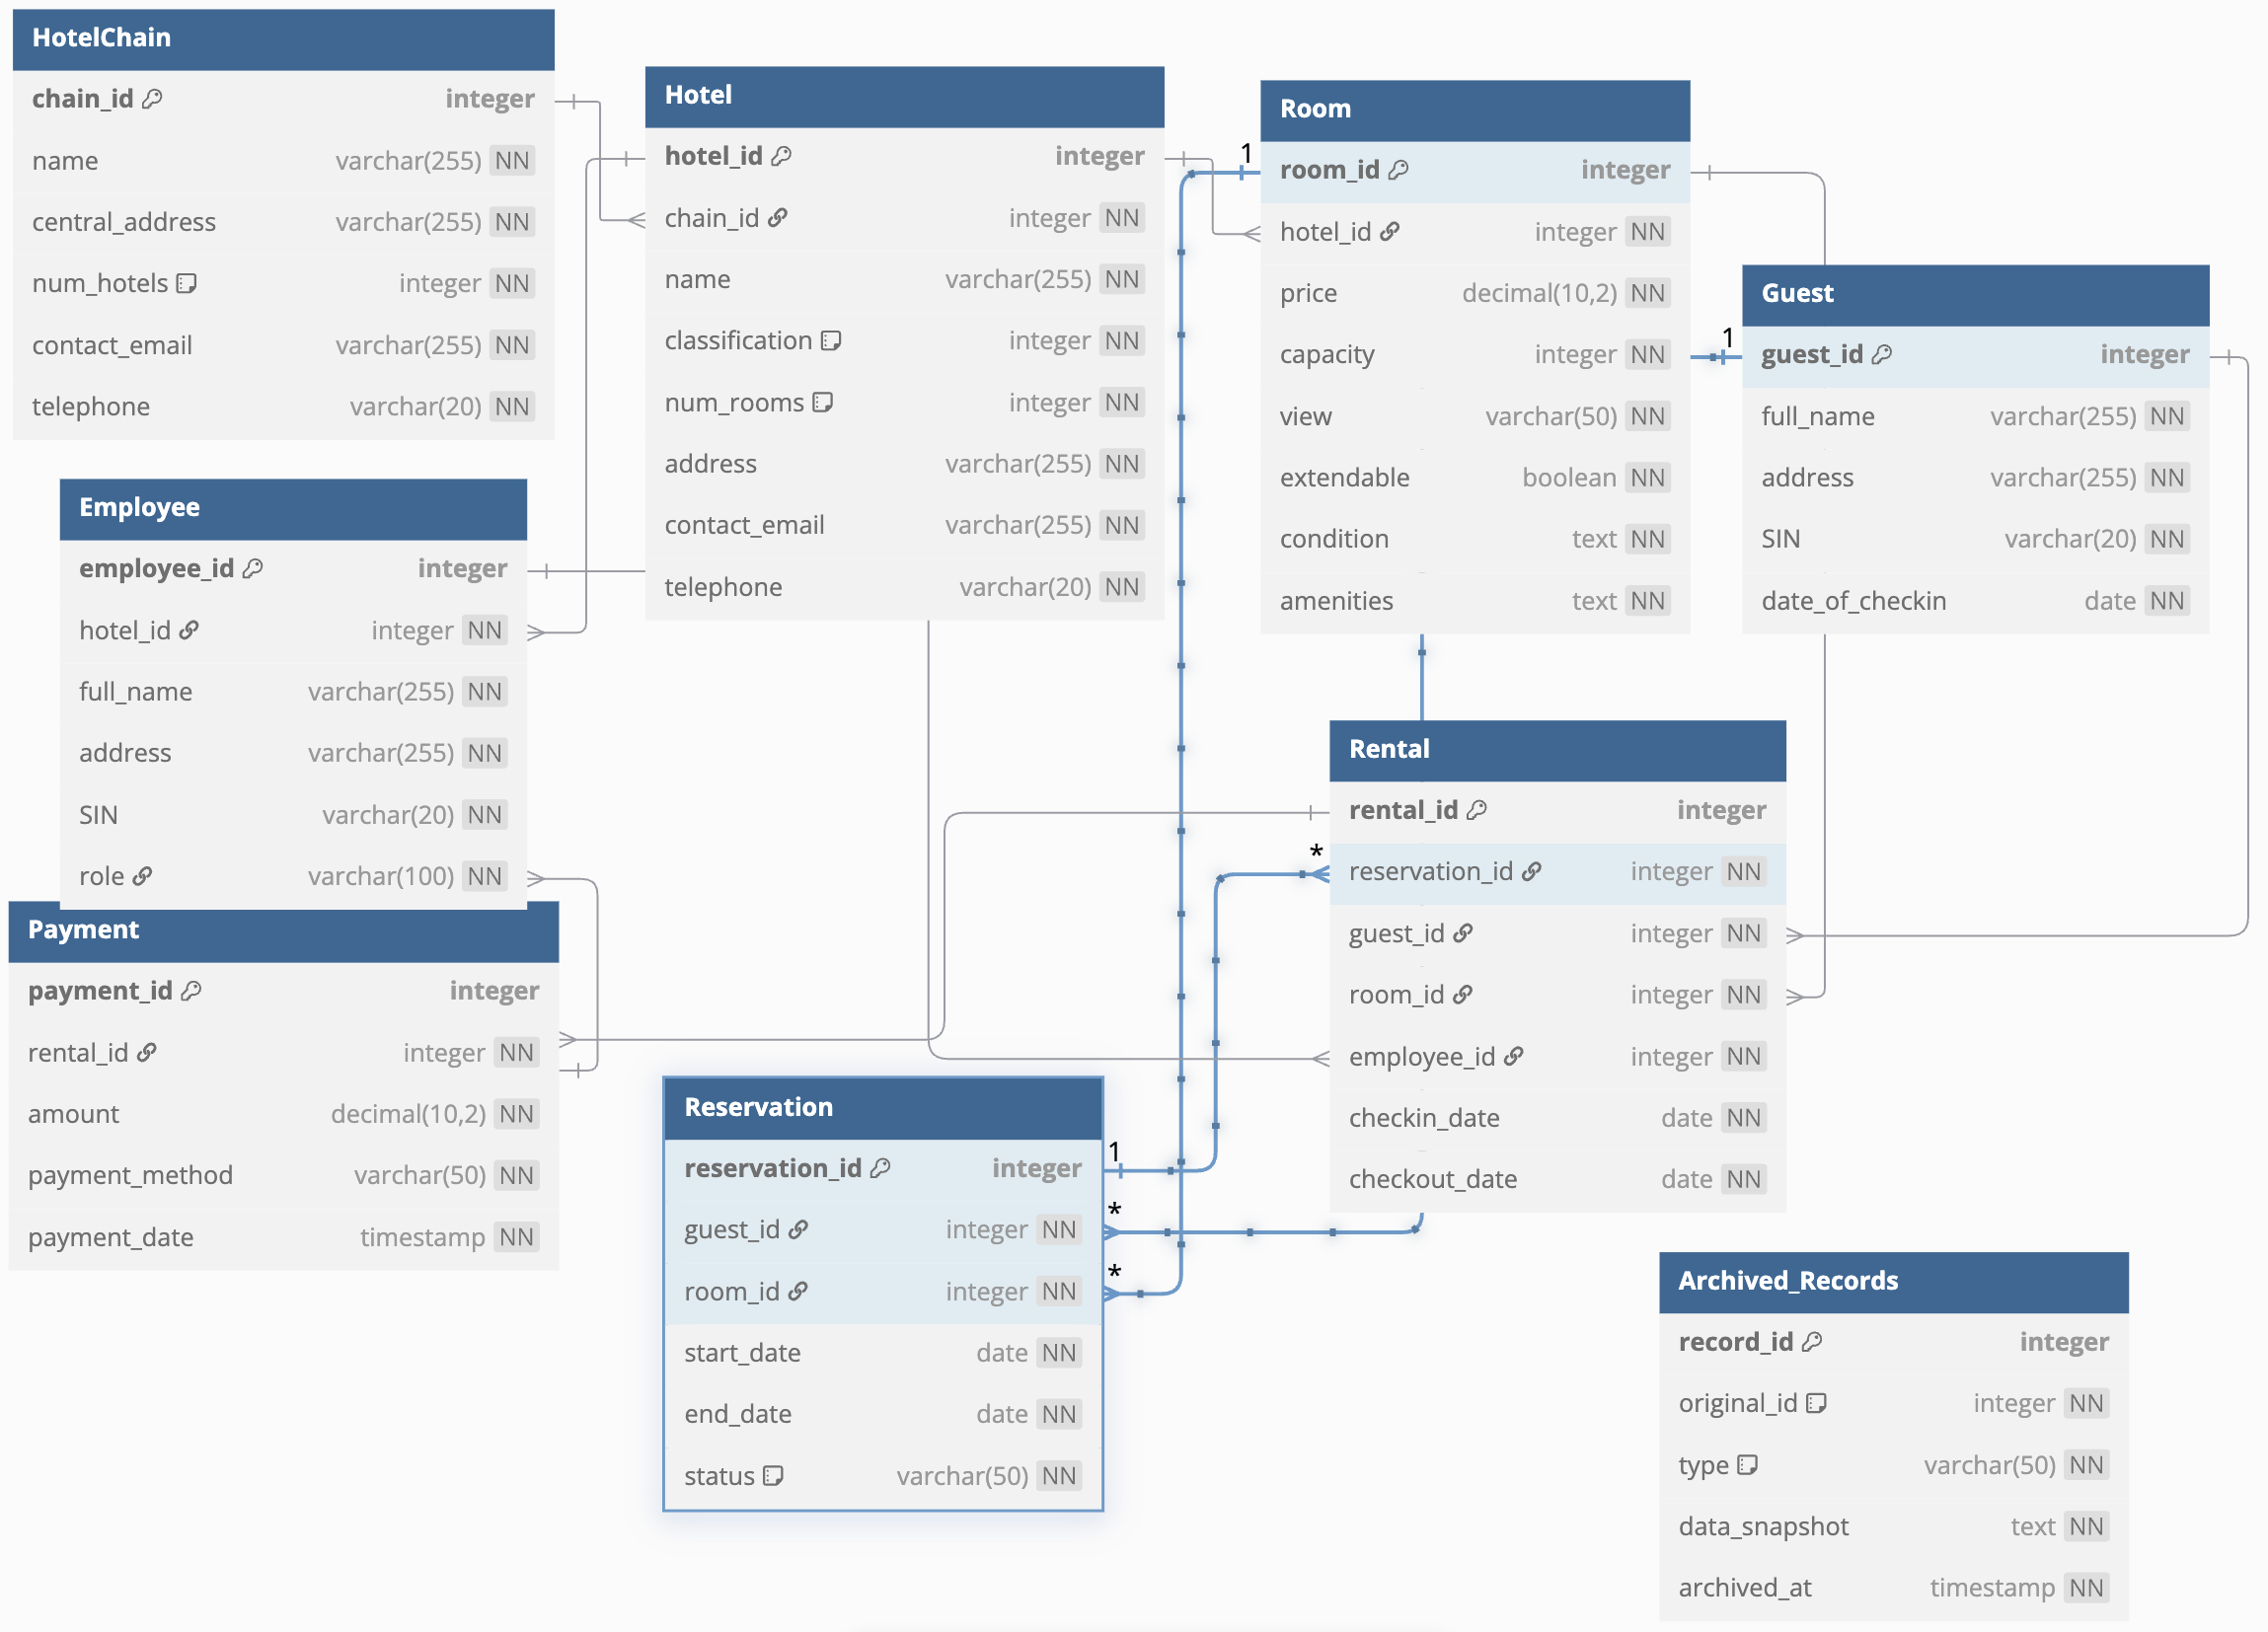 HotelChain
chain_id integer
name varchar(255) NN
central_address varchar(255) NN
num_hotels integer NN
contact_email varchar(255) NN
telephone varchar(20) NN
Hotel
hotel_id integer
chain_id integer NN
name varchar(255) NN
classification integer NN
num_rooms integer NN
address varchar(255) NN
contact_email varchar(255) NN
telephone varchar(20) NN
1
Room
room_id integer
hotel_id integer NN
price decimal(10,2) NN
capacity integer NN
view varchar(50) NN
extendable boolean NN
condition text NN
amenities text NN
1
Guest
guest_id integer
full_name varchar(255) NN
address varchar(255) NN
SIN varchar(20) NN
date_of_checkin date NN
Employee
employee_id integer
hotel_id integer NN
full_name varchar(255) NN
address varchar(255) NN
SIN varchar(20) NN
role varchar(100) NN
Payment
payment_id integer
rental_id integer NN
amount decimal(10,2) NN
payment_method varchar(50) NN
payment_date timestamp NN
Rental
rental_id integer
*
reservation_id integer NN
guest_id integer NN
room_id integer NN
employee_id integer NN
checkin_date date NN
checkout_date date NN
Reservation
1
reservation_id integer
*
guest_id integer NN
*
room_id integer NN
start_date date NN
end_date date NN
status varchar(50) NN
Archived_Records
record_id integer
original_id integer NN
type varchar(50) NN
data_snapshot text NN
archived_at timestamp NN